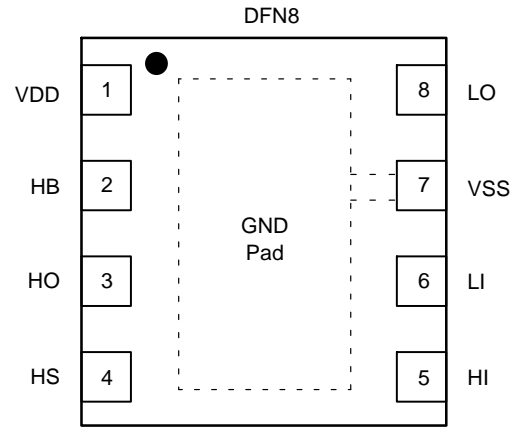 DFN8
VDD 1 8 LO
HB 2 7 VSS
GND
Pad
HO 3 6 LI
HS 4 5 HI